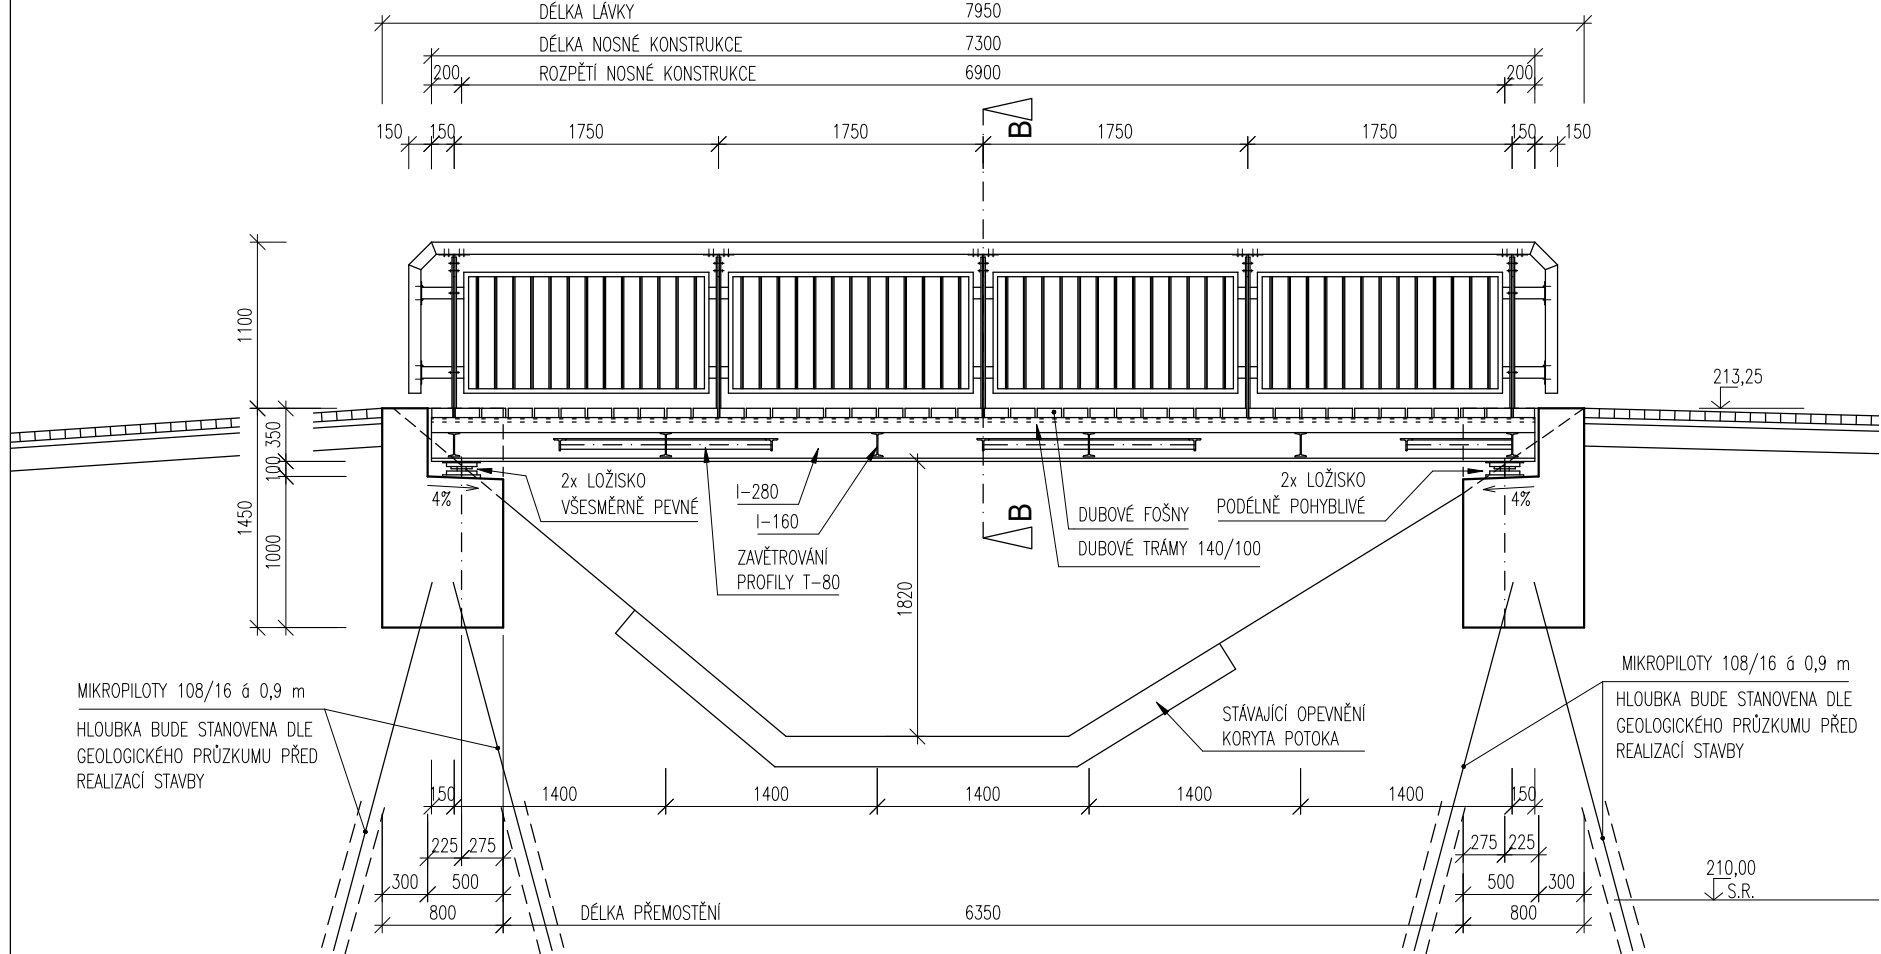 DÉLKA LÁVKY 7950
DÉLKA NOSNÉ KONSTRUKCE 7300
200 ROZPĚTÍ NOSNÉ KONSTRUKCE 6900 200
150 150 1750 1750 B 1750 1750 150 150
1100
213,25
350
100
1450
1000
4%
2x LOŽISKO
VŠESMĚRNĚ PEVNÉ
I-280
I-160
ZAVĚTROVÁNÍ
PROFILY T-80
1820
B
DUBOVÉ FOŠNY
DUBOVÉ TRÁMY 140/100
2x LOŽISKO
PODÉLNĚ POHYBLIVÉ
4%
MIKROPILOTY 108/16 á 0,9 m
HLOUBKA BUDE STANOVENA DLE
GEOLOGICKÉHO PRŮZKUMU PŘED
REALIZACÍ STAVBY
STÁVAJÍCÍ OPEVNĚNÍ
KORYTA POTOKA
MIKROPILOTY 108/16 á 0,9 m
HLOUBKA BUDE STANOVENA DLE
GEOLOGICKÉHO PRŮZKUMU PŘED
REALIZACÍ STAVBY
150 1400 1400 1400 1400 1400 150
225 275 275 225
300 500 500 300
210,00
S.R.
800 DÉLKA PŘEMOSTĚNÍ 6350 800